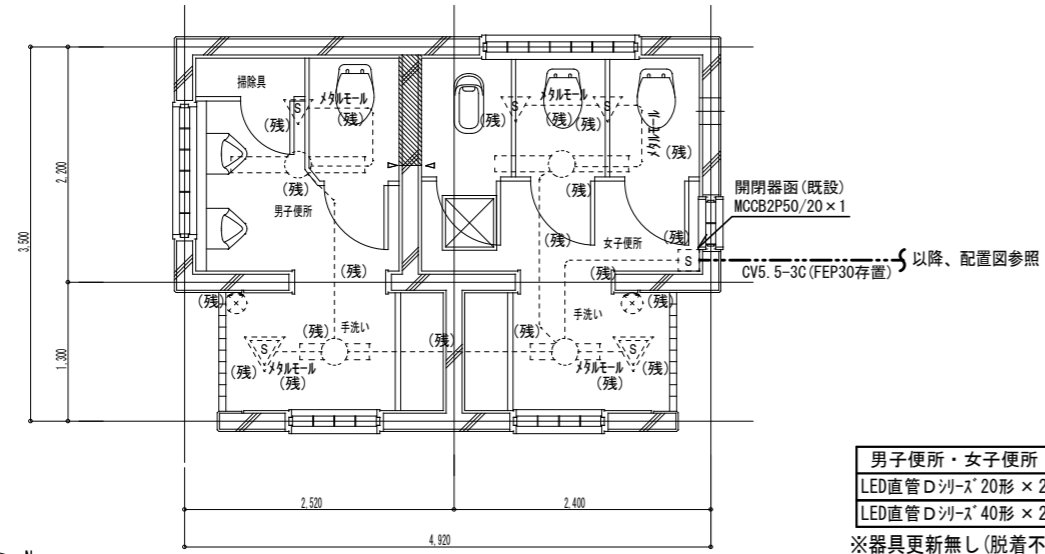 掃除具
メタルモール
(残)
S
(残)
(残)
男子便所
(残)
S
(残)
メタルモール
(残)
S
メタルモール
(残)
(残)
(残)
女子便所
(残)
(残)
S
開閉器函(既設)
MCCB2P50/20×1
CV5.5-3C(FEP30存置)
以降、配置図参照
(残)
手洗い
(残)
S
(残)
メタルモール
(残)
(残)
手洗い
(残)
(残)
S
(残)
メタルモール
(残)
2,200
3,500
1,300
2,520
2,400
4,920
N
男子便所・女子便所
LED直管Dシリーズ20形×2
LED直管Dシリーズ40形×2
※器具更新無し(脱着不